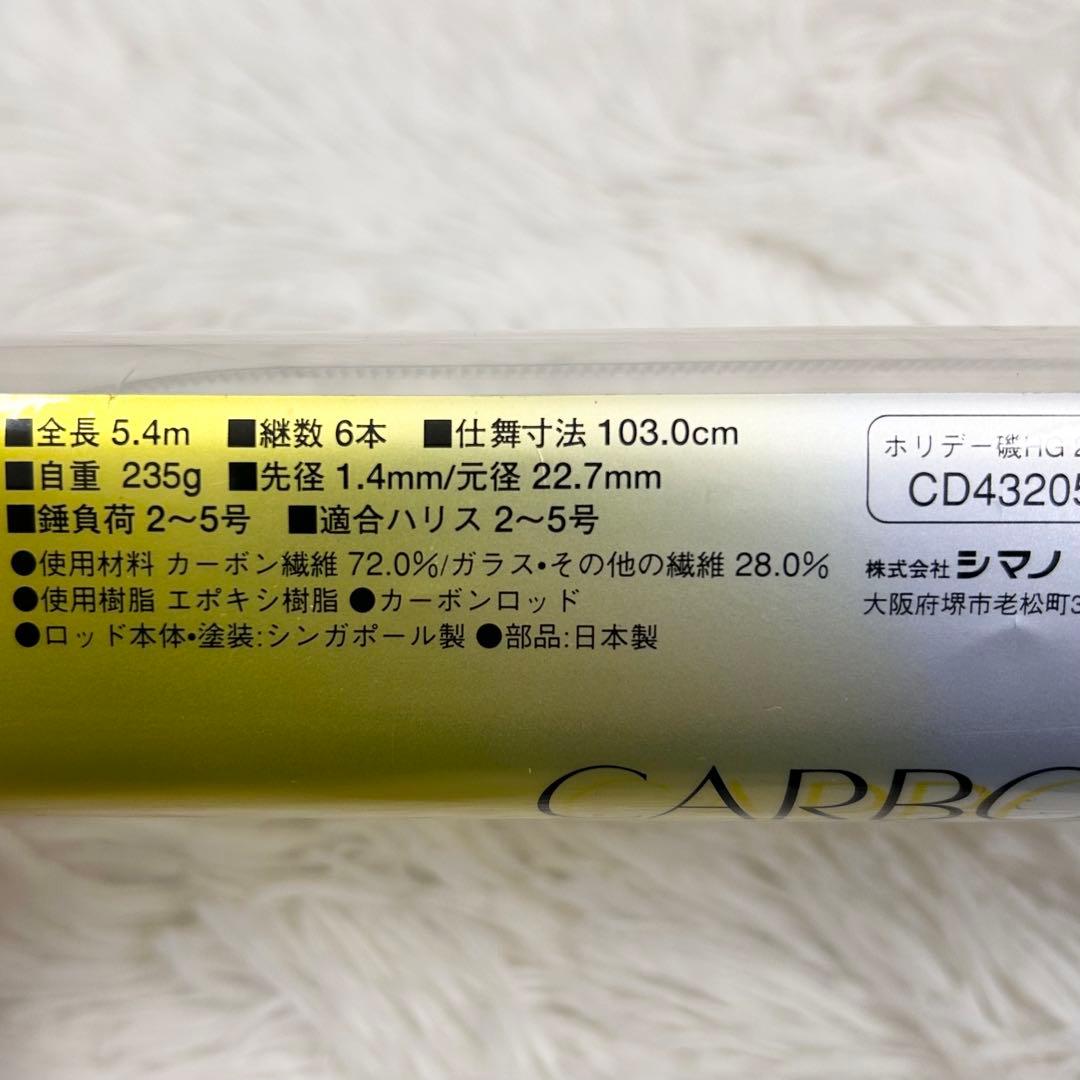 ■全長 5.4m ■継数 6本 ■仕舞寸法 103.0cm
■自重 235g ■先径 1.4mm/元径 22.7mm
■錘負荷 2〜5号 ■適合ハリス 2〜5号
●使用材料 カーボン繊維 72.0%/ガラス・その他の繊維 28.0%
●使用樹脂 エポキシ樹脂 ●カーボンロッド
●ロッド本体・塗装:シンガポール製 ●部品:日本製
ホリデー磯HG 2
CD43205
株式会社 シマノ
大阪府堺市老松町3
CARBO